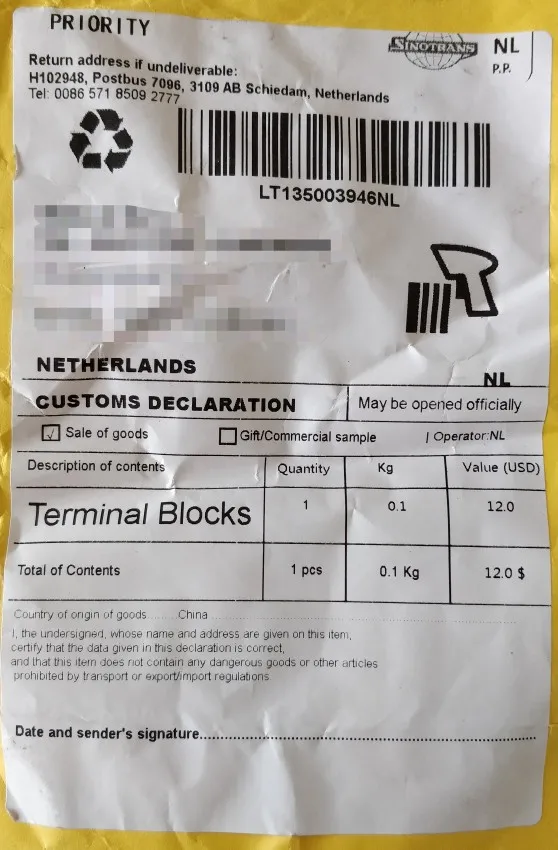 PRIORITY
SINOTRANS
NL
P.P.
Return address if undeliverable:
H102948, Postbus 7096, 3109 AB Schiedam, Netherlands
Tel: 0086 571 8509 2777
LT135003946NL
NETHERLANDS
NL
CUSTOMS DECLARATION
May be opened officially
Sale of goods
Gift/Commercial sample
| Operator:NL
Description of contents Quantity Kg Value (USD)
Terminal Blocks 1 0.1 12.0
Total of Contents 1 pcs 0.1 Kg 12.0 $
Country of origin of goods........China
I, the undersigned, whose name and address are given on this item,
certify that the data given in this declaration is correct,
and that this item does not contain any dangerous goods or other articles
prohibited by transport or export/import regulations
Date and sender's signature........